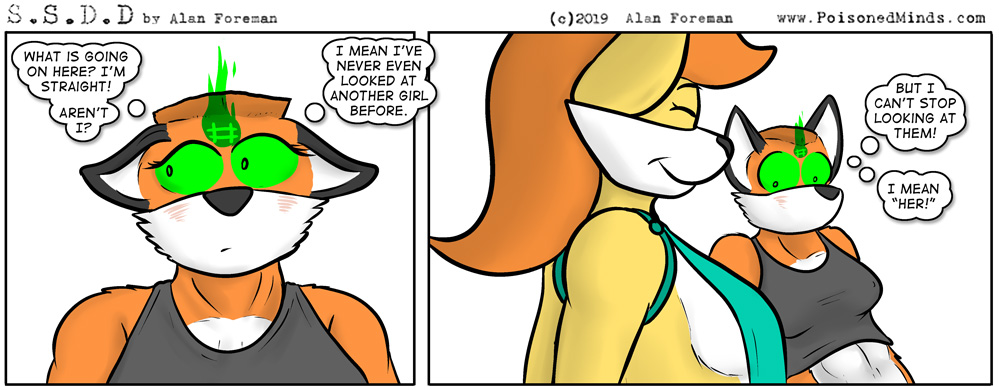 S.S.D.D by Alan Foreman
(c)2019 Alan Foreman
www.PoisonedMinds.com
WHAT IS GOING
ON HERE? I'M
STRAIGHT!
AREN'T
I?
I MEAN I'VE
NEVER EVEN
LOOKED AT
ANOTHER GIRL
BEFORE.
BUT I
CAN'T STOP
LOOKING AT
THEM!
I MEAN
"HER!"